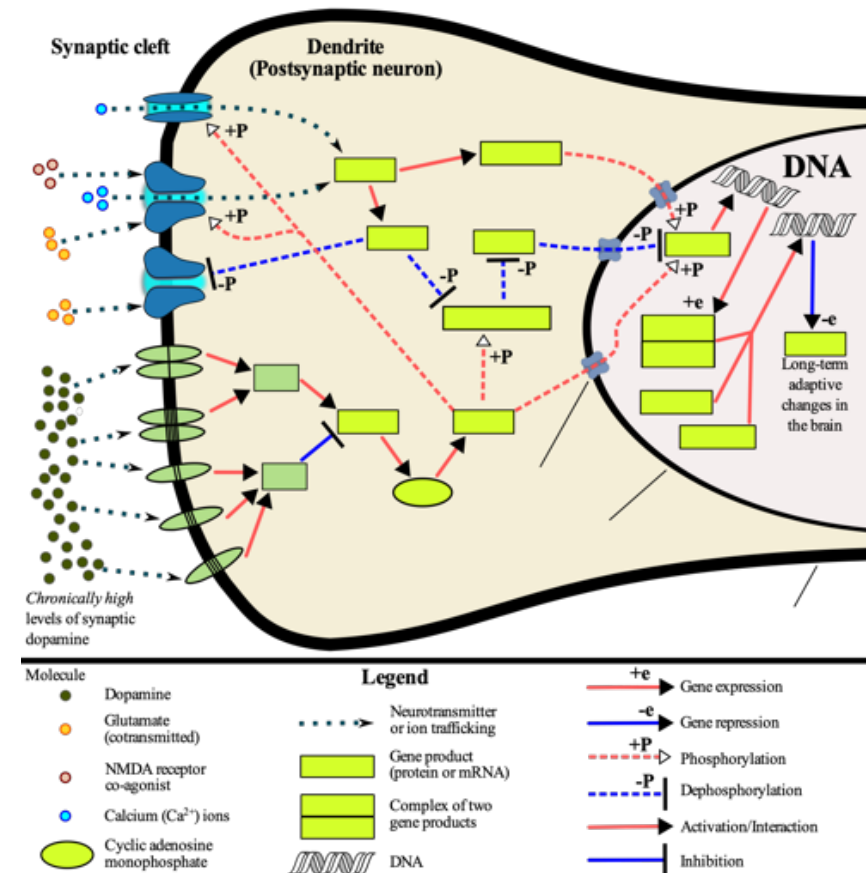 Synaptic cleft
Dendrite
(Postsynaptic neuron)
DNA
+P
+P
-P
-P
-P
+P
+P
-P
+P
+e
-e
Long-term
adaptive
changes in
the brain
Chronically high
levels of synaptic
dopamine
Molecule
Dopamine
Glutamate
(cotransmitted)
NMDA receptor
co-agonist
Calcium (Ca²⁺) ions
Cyclic adenosine
monophosphate
Legend
Neurotransmitter
or ion trafficking
Gene product
(protein or mRNA)
Complex of two
gene products
DNA
+e
Gene expression
-e
Gene repression
+P
Phosphorylation
-P
Dephosphorylation
Activation/Interaction
Inhibition